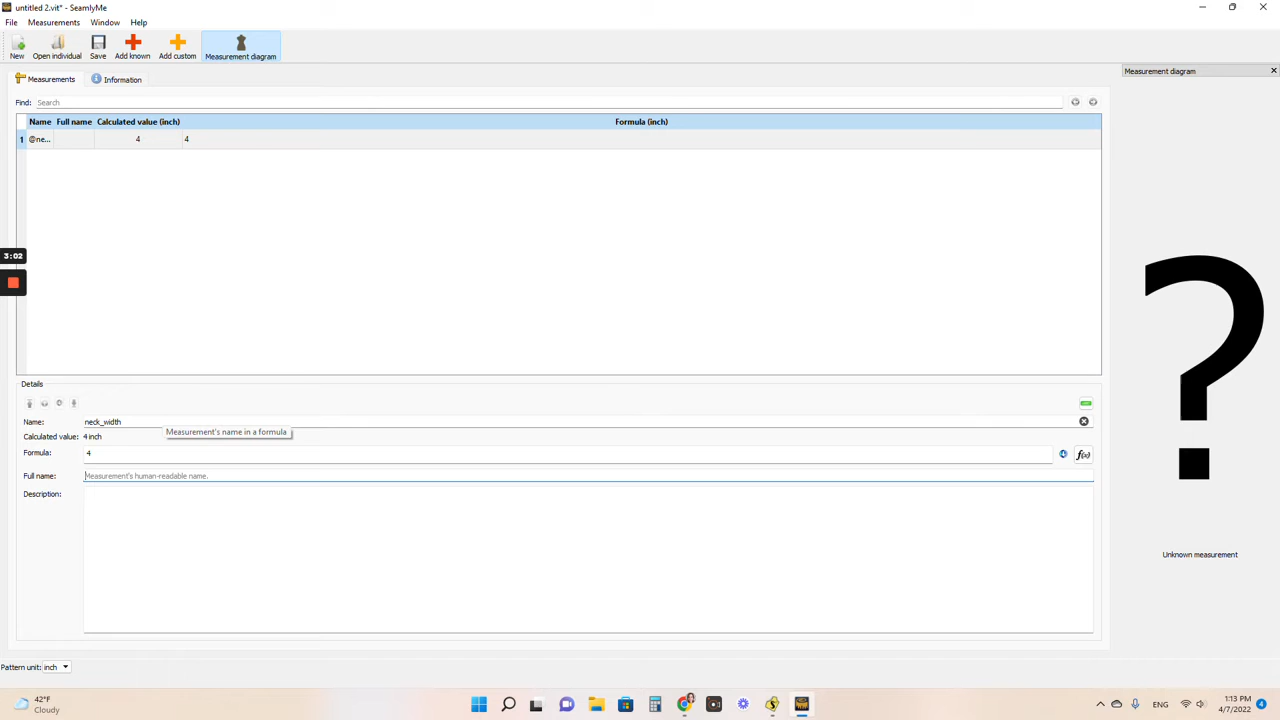 untitled 2.vit* - SeamlyMe
File Measurements Window Help
New Open individual Save Add known Add custom Measurement diagram
Measurements Information
Measurement diagram
Find: Search
Name Full name Calculated value (inch) Formula (inch)
1 @ne... 4 4
3:02
Details
Name: neck_width
Measurement's name in a formula
Calculated value: 4 inch
Formula: 4
f(x)
Full name: Measurement's human-readable name.
Description:
?
Unknown measurement
Pattern unit: inch
42°F
Cloudy
ENG
1:13 PM
4/7/2022
4